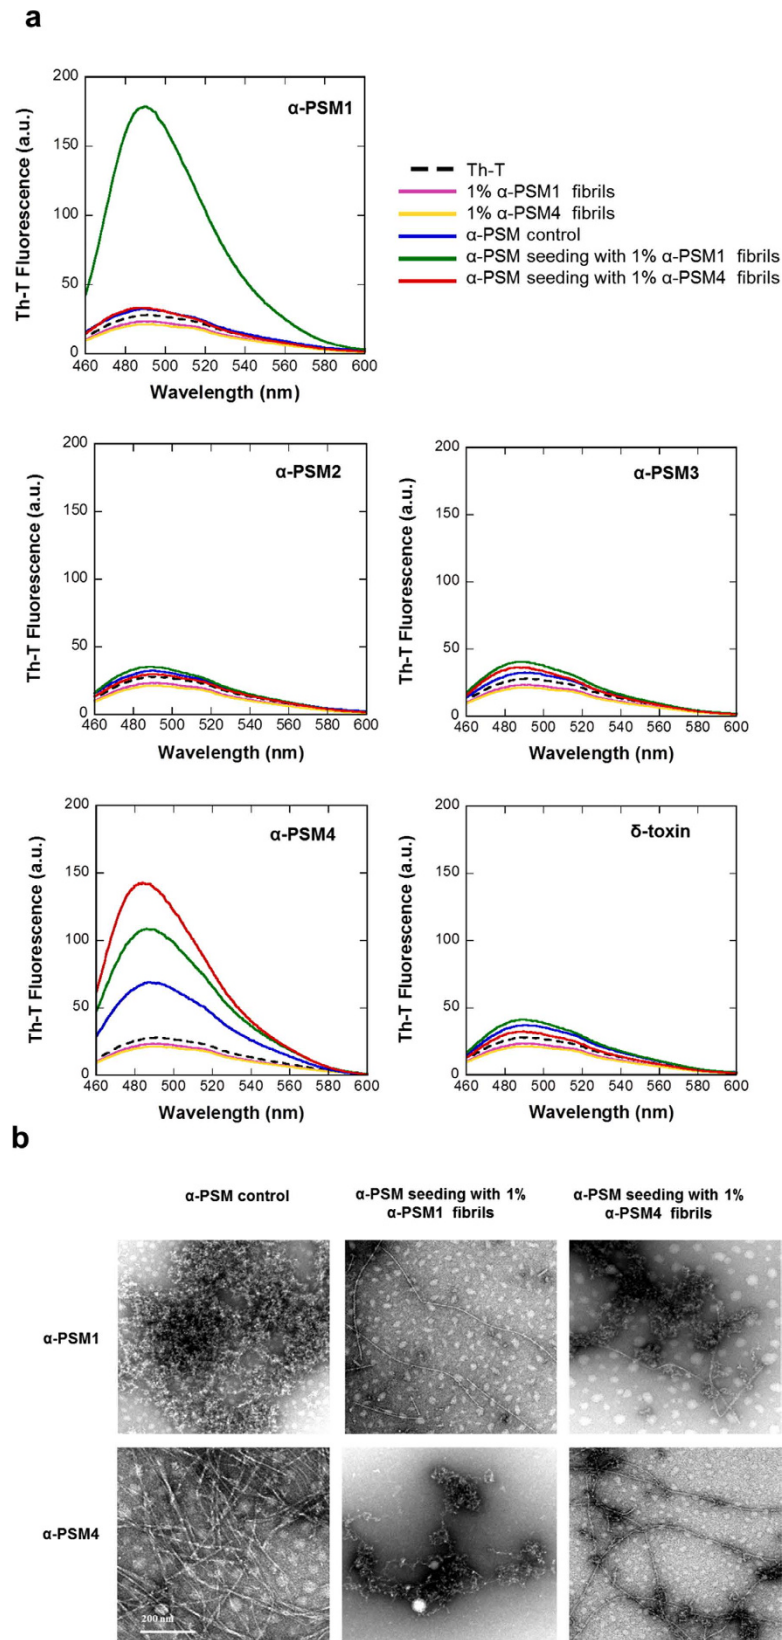 a
α-PSM1
Th-T Fluorescence (a.u.)
200
150
100
50
0
460 480 500 520 540 560 580 600
Wavelength (nm)
Th-T
1% α-PSM1 fibrils
1% α-PSM4 fibrils
α-PSM control
α-PSM seeding with 1% α-PSM1 fibrils
α-PSM seeding with 1% α-PSM4 fibrils
α-PSM2
Th-T Fluorescence (a.u.)
200
150
100
50
0
460 480 500 520 540 560 580 600
Wavelength (nm)
α-PSM3
Th-T Fluorescence (a.u.)
200
150
100
50
0
460 480 500 520 540 560 580 600
Wavelength (nm)
α-PSM4
Th-T Fluorescence (a.u.)
200
150
100
50
0
460 480 500 520 540 560 580 600
Wavelength (nm)
δ-toxin
Th-T Fluorescence (a.u.)
200
150
100
50
0
460 480 500 520 540 560 580 600
Wavelength (nm)
b
α-PSM control
α-PSM seeding with 1%
α-PSM1 fibrils
α-PSM seeding with 1%
α-PSM4 fibrils
α-PSM1
α-PSM4
200 nm